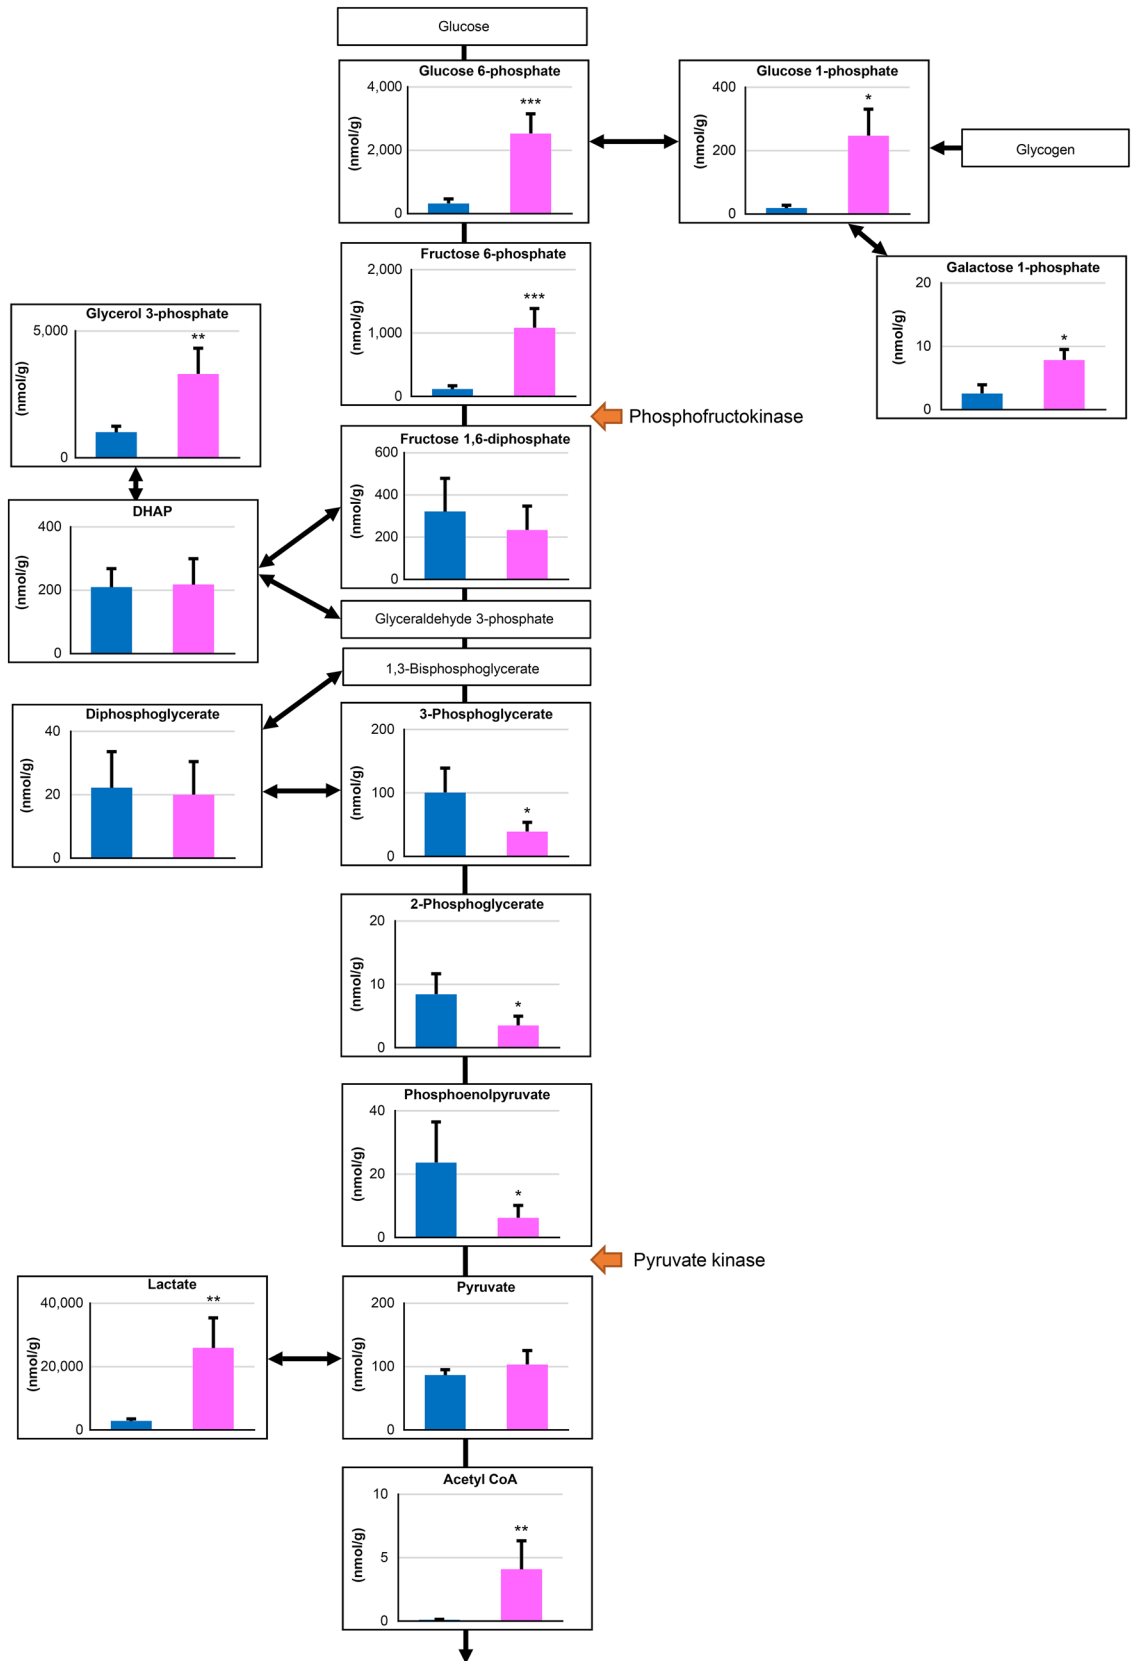 Glucose
Glucose 6-phosphate
(nmol/g)
4,000
2,000
0
***
Glucose 1-phosphate
(nmol/g)
400
200
0
*
Glycogen
Fructose 6-phosphate
(nmol/g)
2,000
1,000
0
***
Galactose 1-phosphate
(nmol/g)
20
10
0
*
Glycerol 3-phosphate
(nmol/g)
5,000
0
**
Phosphofructokinase
Fructose 1,6-diphosphate
(nmol/g)
600
400
200
0
DHAP
(nmol/g)
400
200
0
Glyceraldehyde 3-phosphate
1,3-Bisphosphoglycerate
Diphosphoglycerate
(nmol/g)
40
20
0
3-Phosphoglycerate
(nmol/g)
200
100
0
*
2-Phosphoglycerate
(nmol/g)
20
10
0
*
Phosphoenolpyruvate
(nmol/g)
40
20
0
*
Pyruvate kinase
Lactate
(nmol/g)
40,000
20,000
0
**
Pyruvate
(nmol/g)
200
100
0
Acetyl CoA
(nmol/g)
10
5
0
**